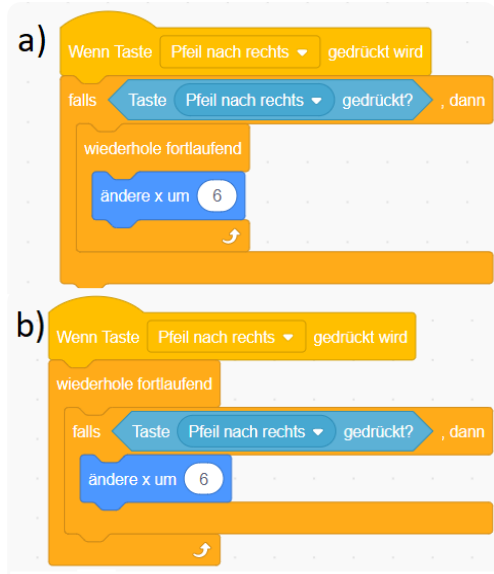 a)
Wenn Taste Pfeil nach rechts gedrückt wird
falls Taste Pfeil nach rechts gedrückt? , dann
wiederhole fortlaufend
ändere x um 6
b)
Wenn Taste Pfeil nach rechts gedrückt wird
wiederhole fortlaufend
falls Taste Pfeil nach rechts gedrückt? , dann
ändere x um 6